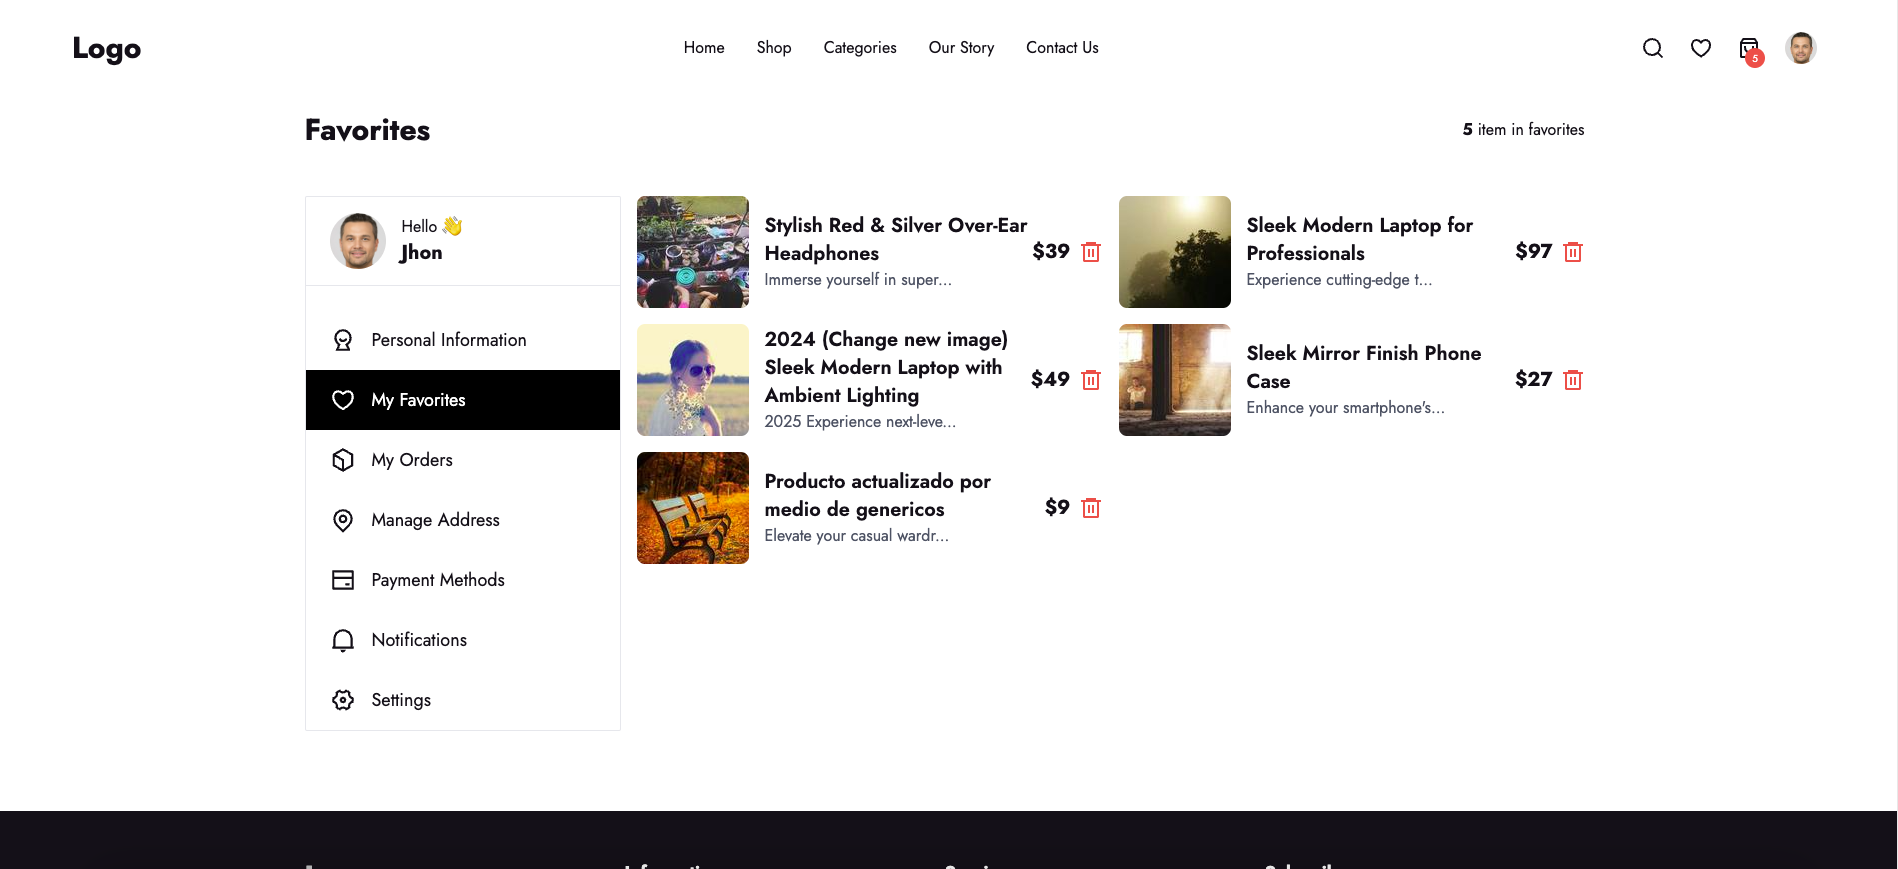 Logo
Home Shop Categories Our Story Contact Us
5
Favorites
5 item in favorites
Hello 👋
Jhon
Personal Information
My Favorites
My Orders
Manage Address
Payment Methods
Notifications
Settings
Stylish Red & Silver Over-Ear
Headphones
Immerse yourself in super...
$39
Sleek Modern Laptop for
Professionals
Experience cutting-edge t...
$97
2024 (Change new image)
Sleek Modern Laptop with
Ambient Lighting
2025 Experience next-leve...
$49
Sleek Mirror Finish Phone
Case
Enhance your smartphone's...
$27
Producto actualizado por
medio de genericos
Elevate your casual wardr...
$9